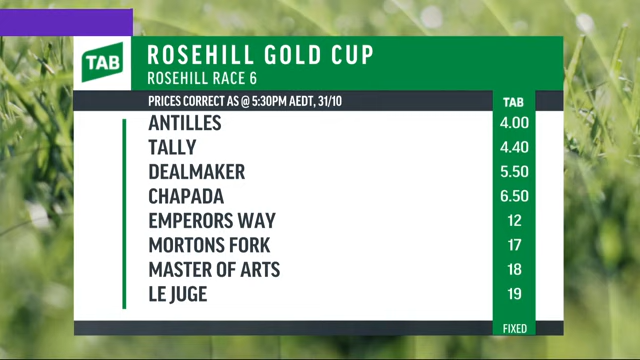 TAB
ROSEHILL GOLD CUP
ROSEHILL RACE 6
PRICES CORRECT AS @ 5:30PM AEDT, 31/10 TAB
ANTILLES 4.00
TALLY 4.40
DEALMAKER 5.50
CHAPADA 6.50
EMPERORS WAY 12
MORTONS FORK 17
MASTER OF ARTS 18
LE JUGE 19
FIXED